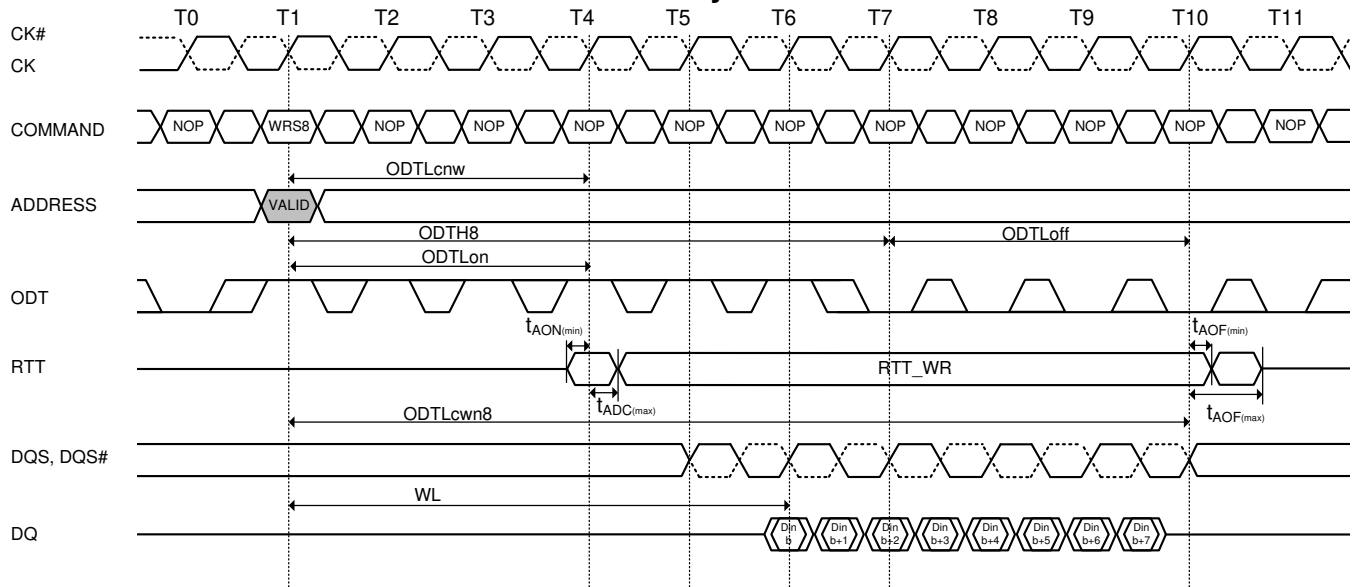 T0 T1 T2 T3 T4 T5 T6 T7 T8 T9 T10 T11
CK#
CK
COMMAND NOP WRS8 NOP NOP NOP NOP NOP NOP NOP NOP NOP NOP
ODTLcnw
ADDRESS VALID
ODTH8 ODTLoff
ODTLon
ODT
tAON(min) tAOF(min)
RTT RTT_WR
tADC(max) tAOF(max)
ODTLcwn8
DQS, DQS#
WL
DQ Din b Din b+1 Din b+2 Din b+3 Din b+4 Din b+5 Din b+6 Din b+7